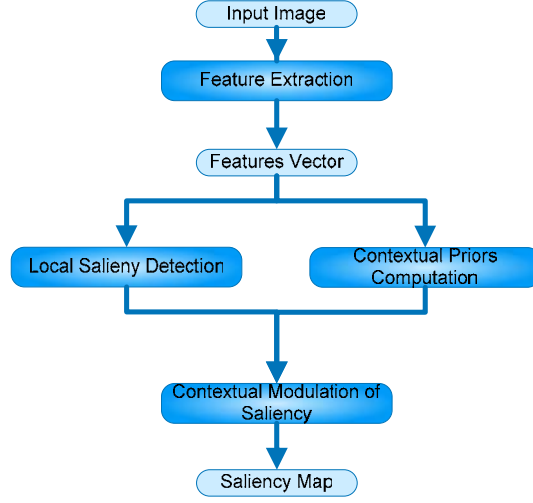 Input Image
Feature Extraction
Features Vector
Local Salieny Detection
Contextual Priors
Computation
Contextual Modulation of
Saliency
Saliency Map